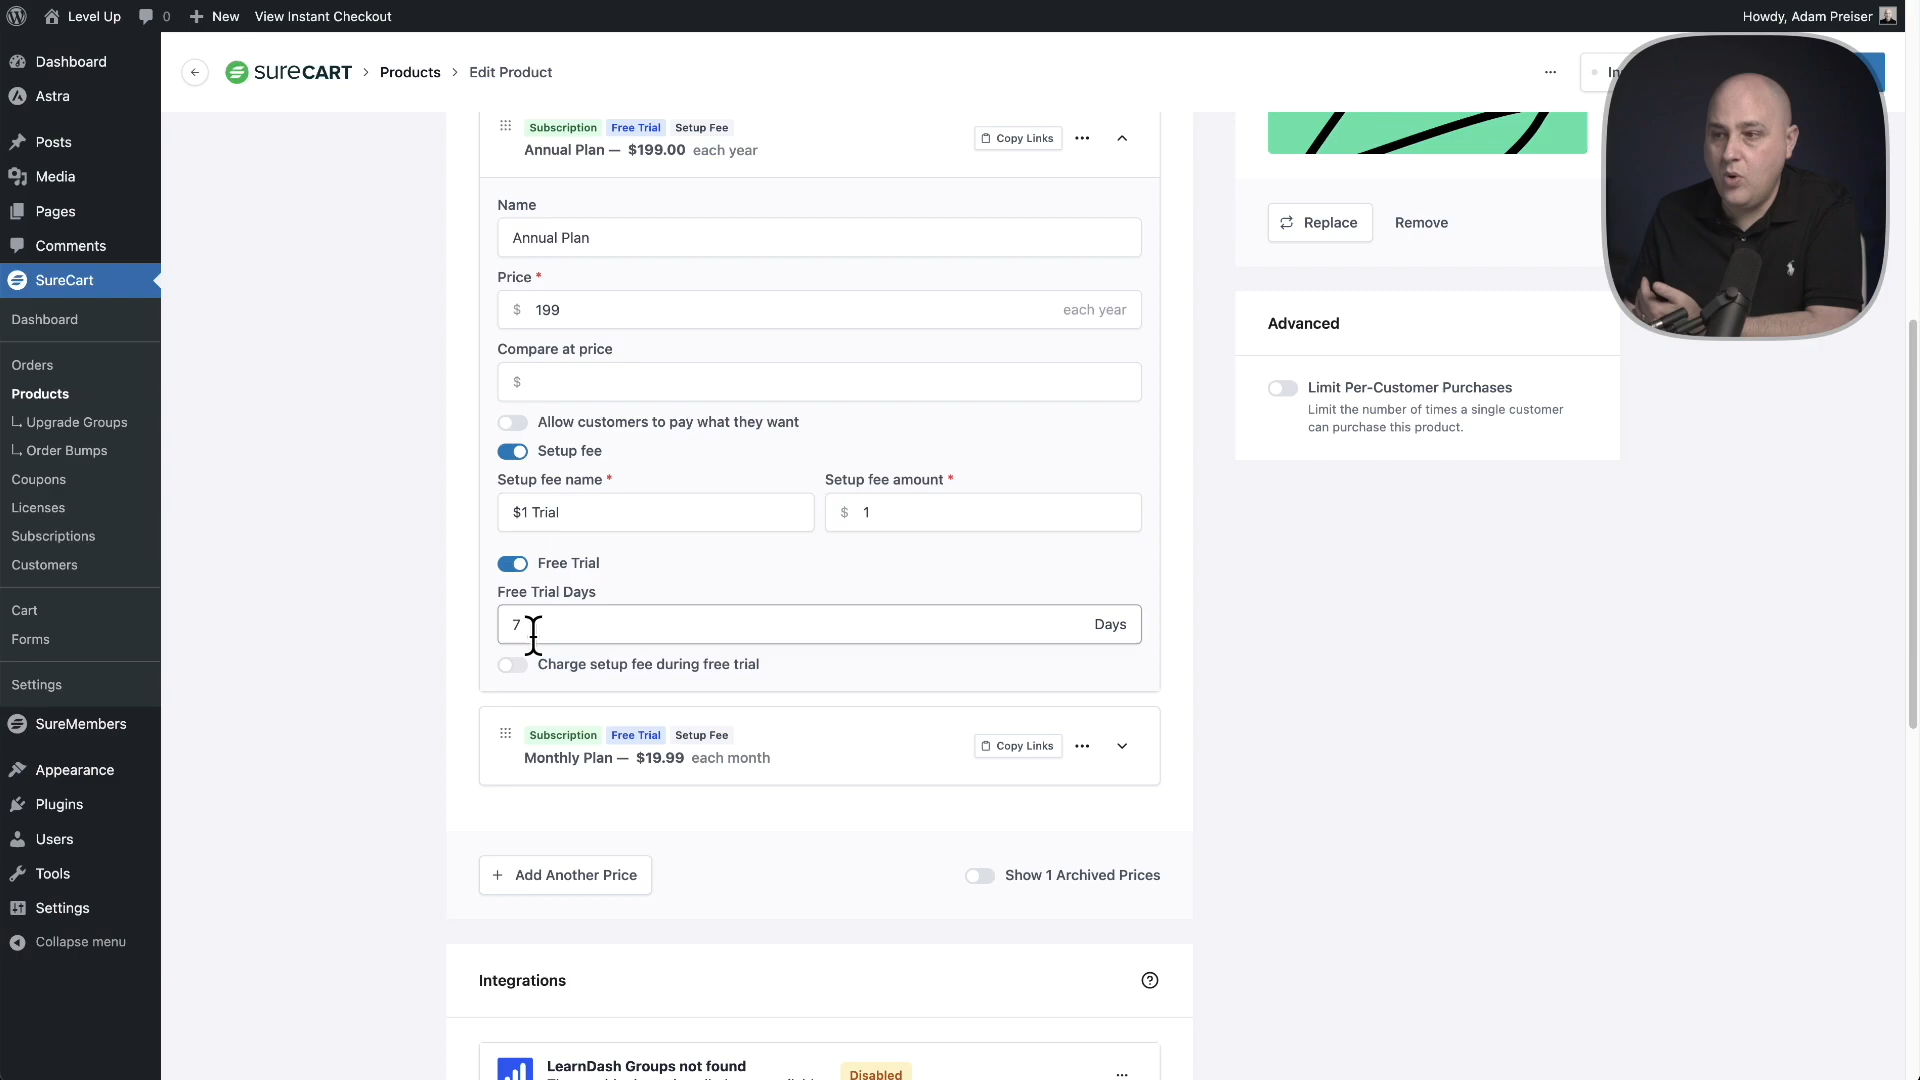 Level Up
0
New
View Instant Checkout
Howdy, Adam Preiser
Dashboard
Astra
Posts
Media
Pages
Comments
SureCart
Dashboard
Orders
Products
Upgrade Groups
Order Bumps
Coupons
Licenses
Subscriptions
Customers
Cart
Forms
Settings
SureMembers
Appearance
Plugins
Users
Tools
Settings
Collapse menu
SURECART
Products
Edit Product
Subscription Free Trial Setup Fee
Annual Plan — $199.00 each year
Copy Links
Name
Annual Plan
Price *
$ 199 each year
Compare at price
$
Allow customers to pay what they want
Setup fee
Setup fee name * Setup fee amount *
$1 Trial $ 1
Free Trial
Free Trial Days
7 Days
Charge setup fee during free trial
Subscription Free Trial Setup Fee
Monthly Plan — $19.99 each month
Copy Links
+ Add Another Price
Show 1 Archived Prices
Integrations
LearnDash Groups not found
Disabled
Replace
Remove
Advanced
Limit Per-Customer Purchases
Limit the number of times a single customer
can purchase this product.